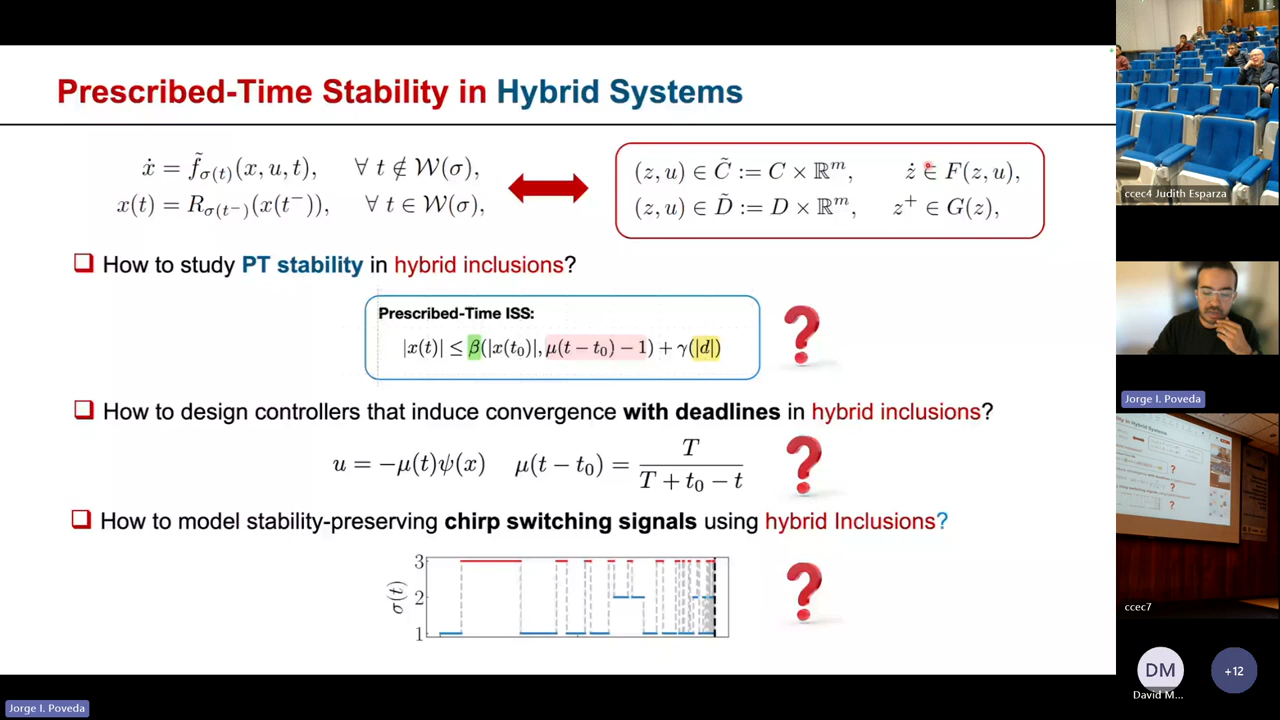 Prescribed-Time Stability in Hybrid Systems
ẋ = f̃_σ(t)(x, u, t), ∀ t ∉ W(σ),
x(t) = R_σ(t⁻)(x(t⁻)), ∀ t ∈ W(σ),
(z, u) ∈ C̃ := C × ℝᵐ, ż ∈ F(z, u),
(z, u) ∈ D̃ := D × ℝᵐ, z⁺ ∈ G(z),
❑ How to study PT stability in hybrid inclusions?
Prescribed-Time ISS:
|x(t)| ≤ β(|x(t₀)|, μ(t − t₀) − 1) + γ(|d|)
?
❑ How to design controllers that induce convergence with deadlines in hybrid inclusions?
u = −μ(t)ψ(x) μ(t − t₀) = T / (T + t₀ − t)
?
❑ How to model stability-preserving chirp switching signals using hybrid Inclusions?
σ(t)
3
2
1
?
ccec4 Judith Esparza
Jorge I. Poveda
ccec7
DM
David M...
+12
Jorge I. Poveda